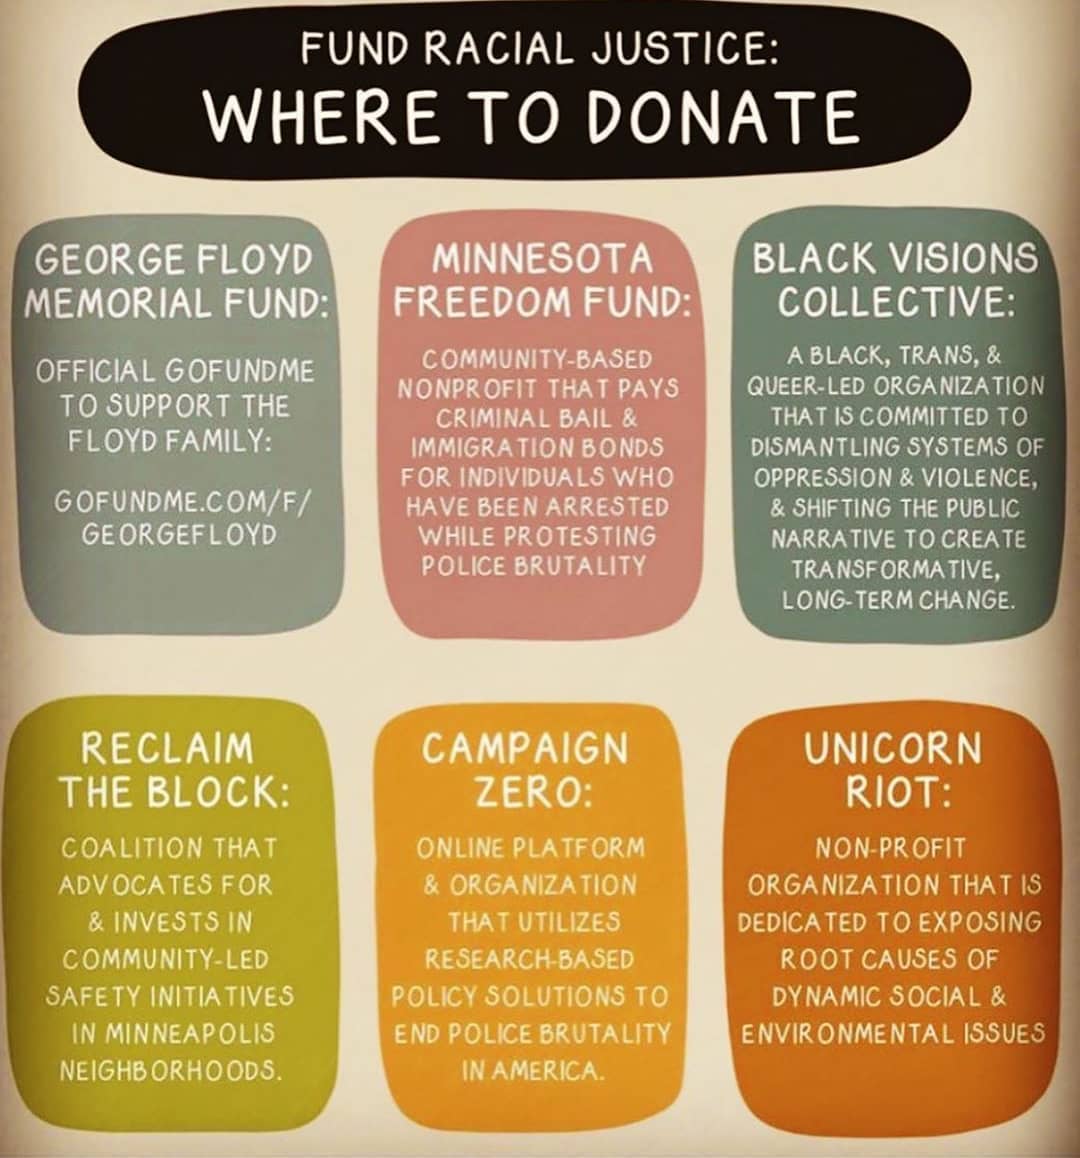 FUND RACIAL JUSTICE:
WHERE TO DONATE
GEORGE FLOYD
MEMORIAL FUND:
OFFICIAL GOFUNDME
TO SUPPORT THE
FLOYD FAMILY:
GOFUNDME.COM/F/
GEORGEFLOYD
MINNESOTA
FREEDOM FUND:
COMMUNITY-BASED
NONPROFIT THAT PAYS
CRIMINAL BAIL &
IMMIGRATION BONDS
FOR INDIVIDUALS WHO
HAVE BEEN ARRESTED
WHILE PROTESTING
POLICE BRUTALITY
BLACK VISIONS
COLLECTIVE:
A BLACK, TRANS, &
QUEER-LED ORGANIZATION
THAT IS COMMITTED TO
DISMANTLING SYSTEMS OF
OPPRESSION & VIOLENCE,
& SHIFTING THE PUBLIC
NARRATIVE TO CREATE
TRANSFORMATIVE,
LONG-TERM CHANGE.
RECLAIM
THE BLOCK:
COALITION THAT
ADVOCATES FOR
& INVESTS IN
COMMUNITY-LED
SAFETY INITIATIVES
IN MINNEAPOLIS
NEIGHBORHOODS.
CAMPAIGN
ZERO:
ONLINE PLATFORM
& ORGANIZATION
THAT UTILIZES
RESEARCH-BASED
POLICY SOLUTIONS TO
END POLICE BRUTALITY
IN AMERICA.
UNICORN
RIOT:
NON-PROFIT
ORGANIZATION THAT IS
DEDICATED TO EXPOSING
ROOT CAUSES OF
DYNAMIC SOCIAL &
ENVIRONMENTAL ISSUES